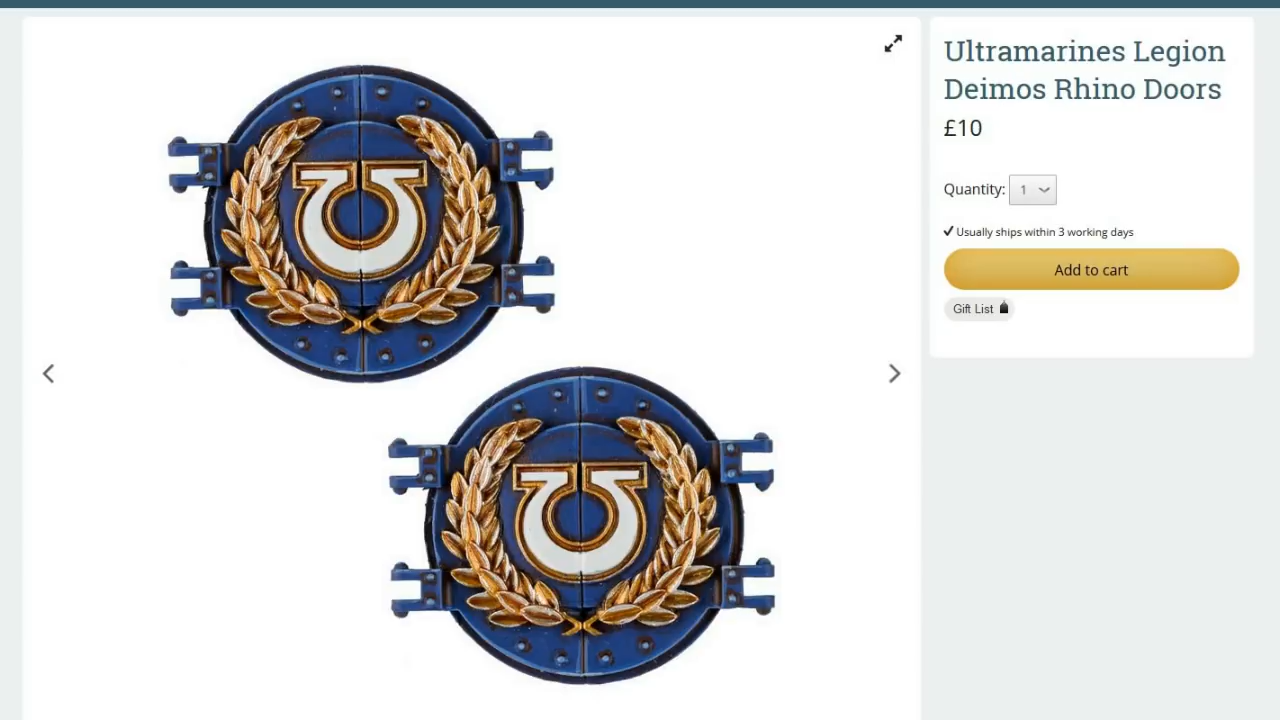 Ultramarines Legion
Deimos Rhino Doors
£10
Quantity: 1
Usually ships within 3 working days
Add to cart
Gift List